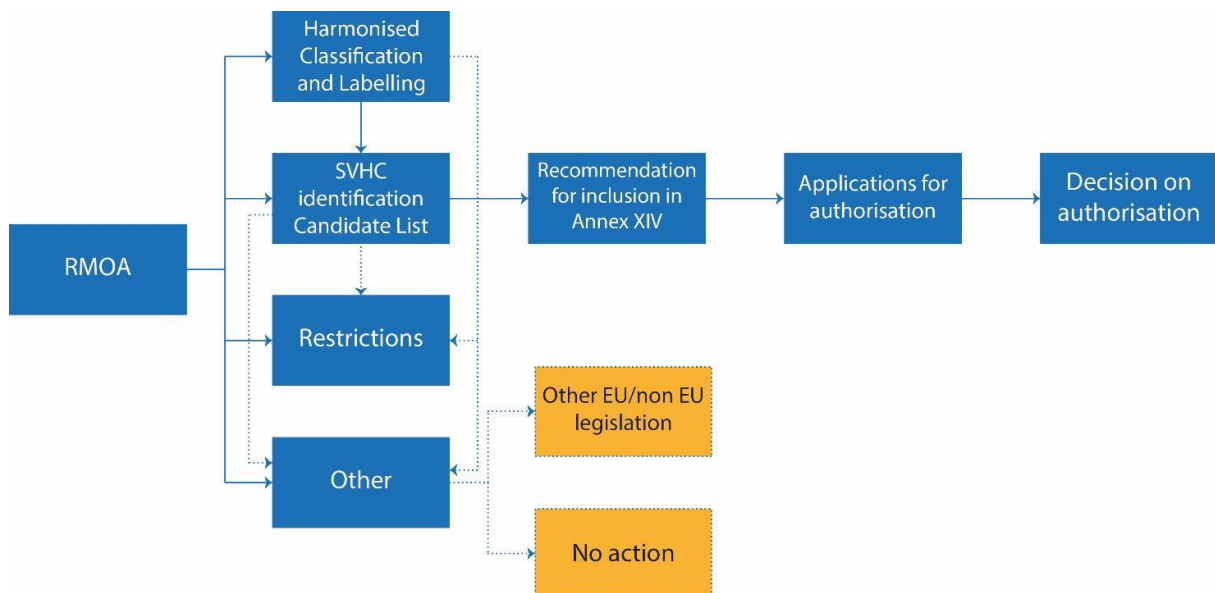 Harmonised
Classification
and Labelling
SVHC
identification
Candidate List
Recommendation
for inclusion in
Annex XIV
Applications for
authorisation
Decision on
authorisation
RMOA
Restrictions
Other EU/non EU
legislation
Other
No action